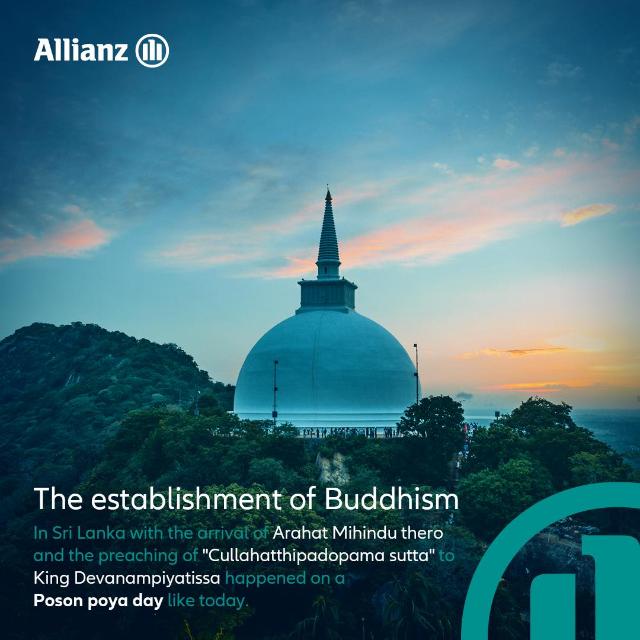 Allianz
The establishment of Buddhism
In Sri Lanka with the arrival of Arahat Mihindu thero
and the preaching of "Cullahatthipadopama sutta" to
King Devanampiyatissa happened on a
Poson poya day like today.